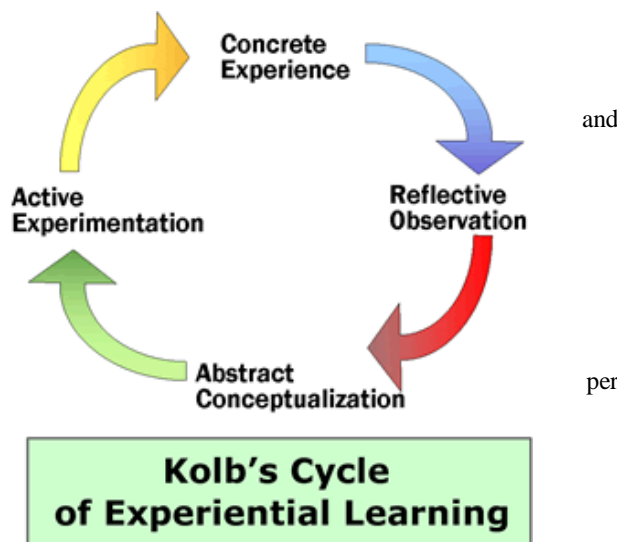 Concrete
Experience
and
Reflective
Observation
Abstract
Conceptualization
per
Active
Experimentation
Kolb's Cycle
of Experiential Learning